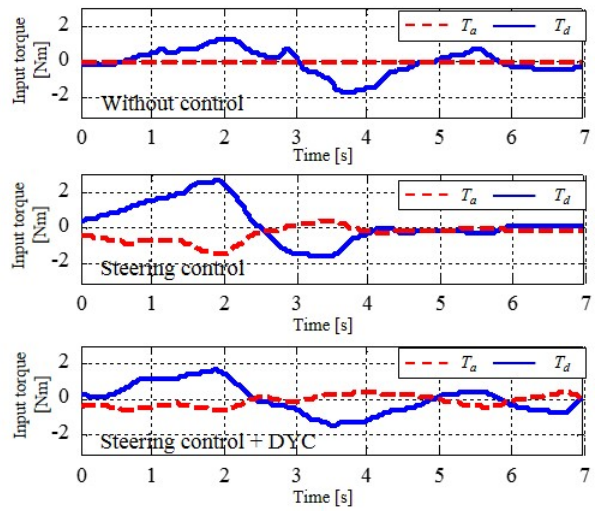 Input torque
[Nm]
2
0
-2
Ta Td
Without control
0 1 2 3 4 5 6 7
Time [s]
Input torque
[Nm]
2
0
-2
Ta Td
Steering control
0 1 2 3 4 5 6 7
Time [s]
Input torque
[Nm]
2
0
-2
Ta Td
Steering control + DYC
0 1 2 3 4 5 6 7
Time [s]